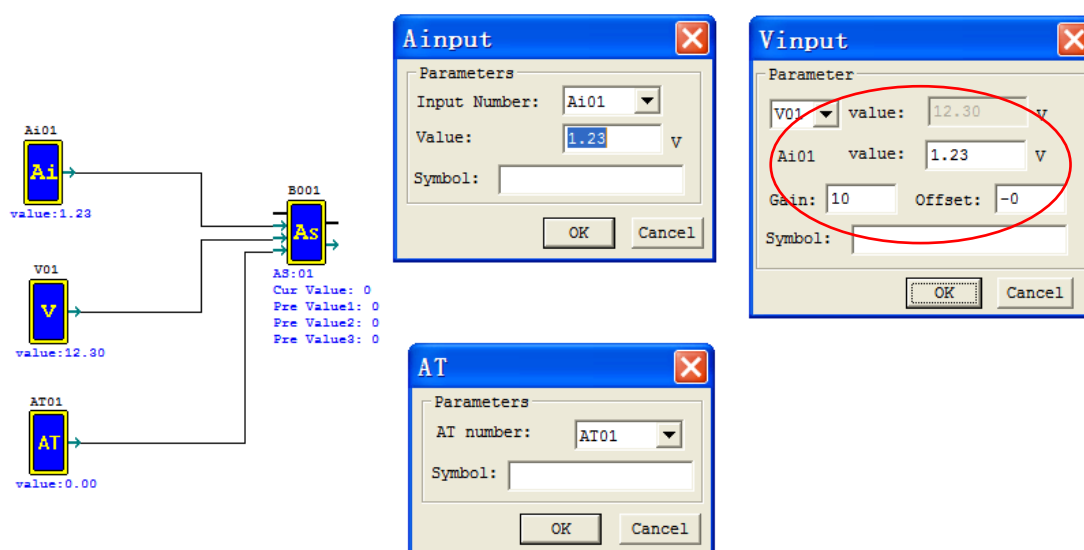 Ai01
Ai
value:1.23
V01
V
value:12.30
AT01
AT
value:0.00
B001
As
AS:01
Cur Value: 0
Pre Value1: 0
Pre Value2: 0
Pre Value3: 0
Ainput
Parameters
Input Number: Ai01
Value: 1.23 V
Symbol:
OK Cancel
Vinput
Parameter
V01 value: 12.30 V
Ai01 value: 1.23 V
Gain: 10 Offset: -0
Symbol:
OK Cancel
AT
Parameters
AT number: AT01
Symbol:
OK Cancel